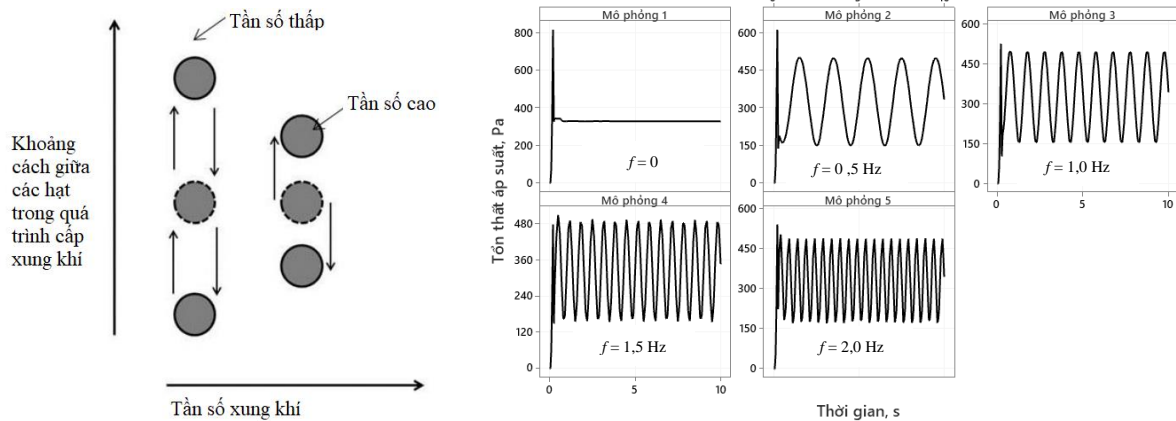 Tần số thấp
Tần số cao
Khoảng
cách giữa
các hạt
trong quá
trình cấp
xung khí
Tần số xung khí
Tổn thất áp suất, Pa
Mô phỏng 1
800
600
400
200
0
f = 0
Mô phỏng 2
600
450
300
150
0
f = 0 ,5 Hz
Mô phỏng 3
600
450
300
150
0
f = 1,0 Hz
0
5
10
Mô phỏng 4
480
360
240
120
0
f = 1,5 Hz
0
5
10
Mô phỏng 5
600
450
300
150
0
f = 2,0 Hz
Thời gian, s